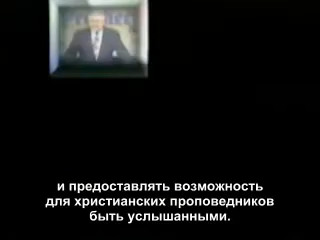 и предоставлять возможность
для христианских проповедников
быть услышанными.